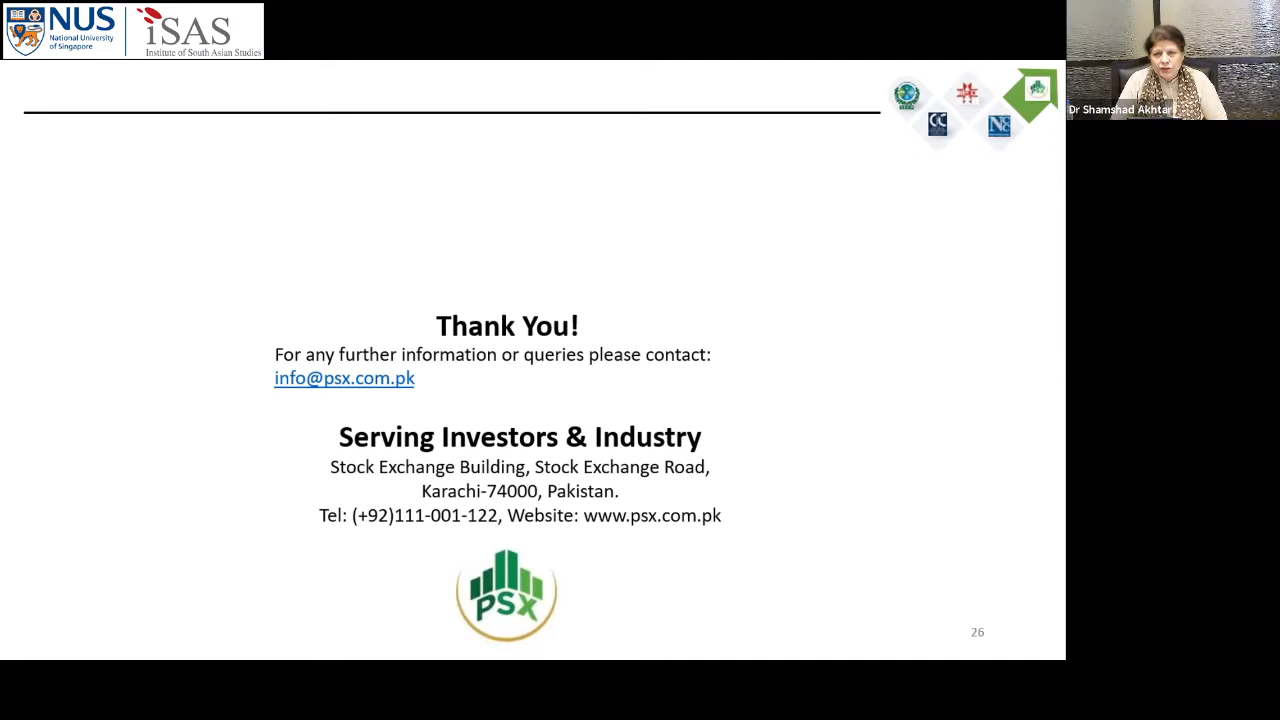 NUS
National University
of Singapore
iSAS
Institute of South Asian Studies
Dr Shamshad Akhtar
Thank You!
For any further information or queries please contact:
info@psx.com.pk
Serving Investors & Industry
Stock Exchange Building, Stock Exchange Road,
Karachi-74000, Pakistan.
Tel: (+92)111-001-122, Website: www.psx.com.pk
PSX
26